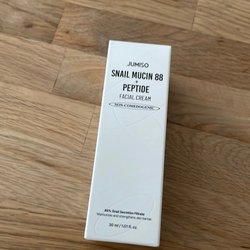 JUMISO
SNAIL MUCIN 88
+
PEPTIDE
FACIAL CREAM
NON-COMEDOGENIC
88% Snail Secretion Filtrate
30 ml / 1.01 fl. oz